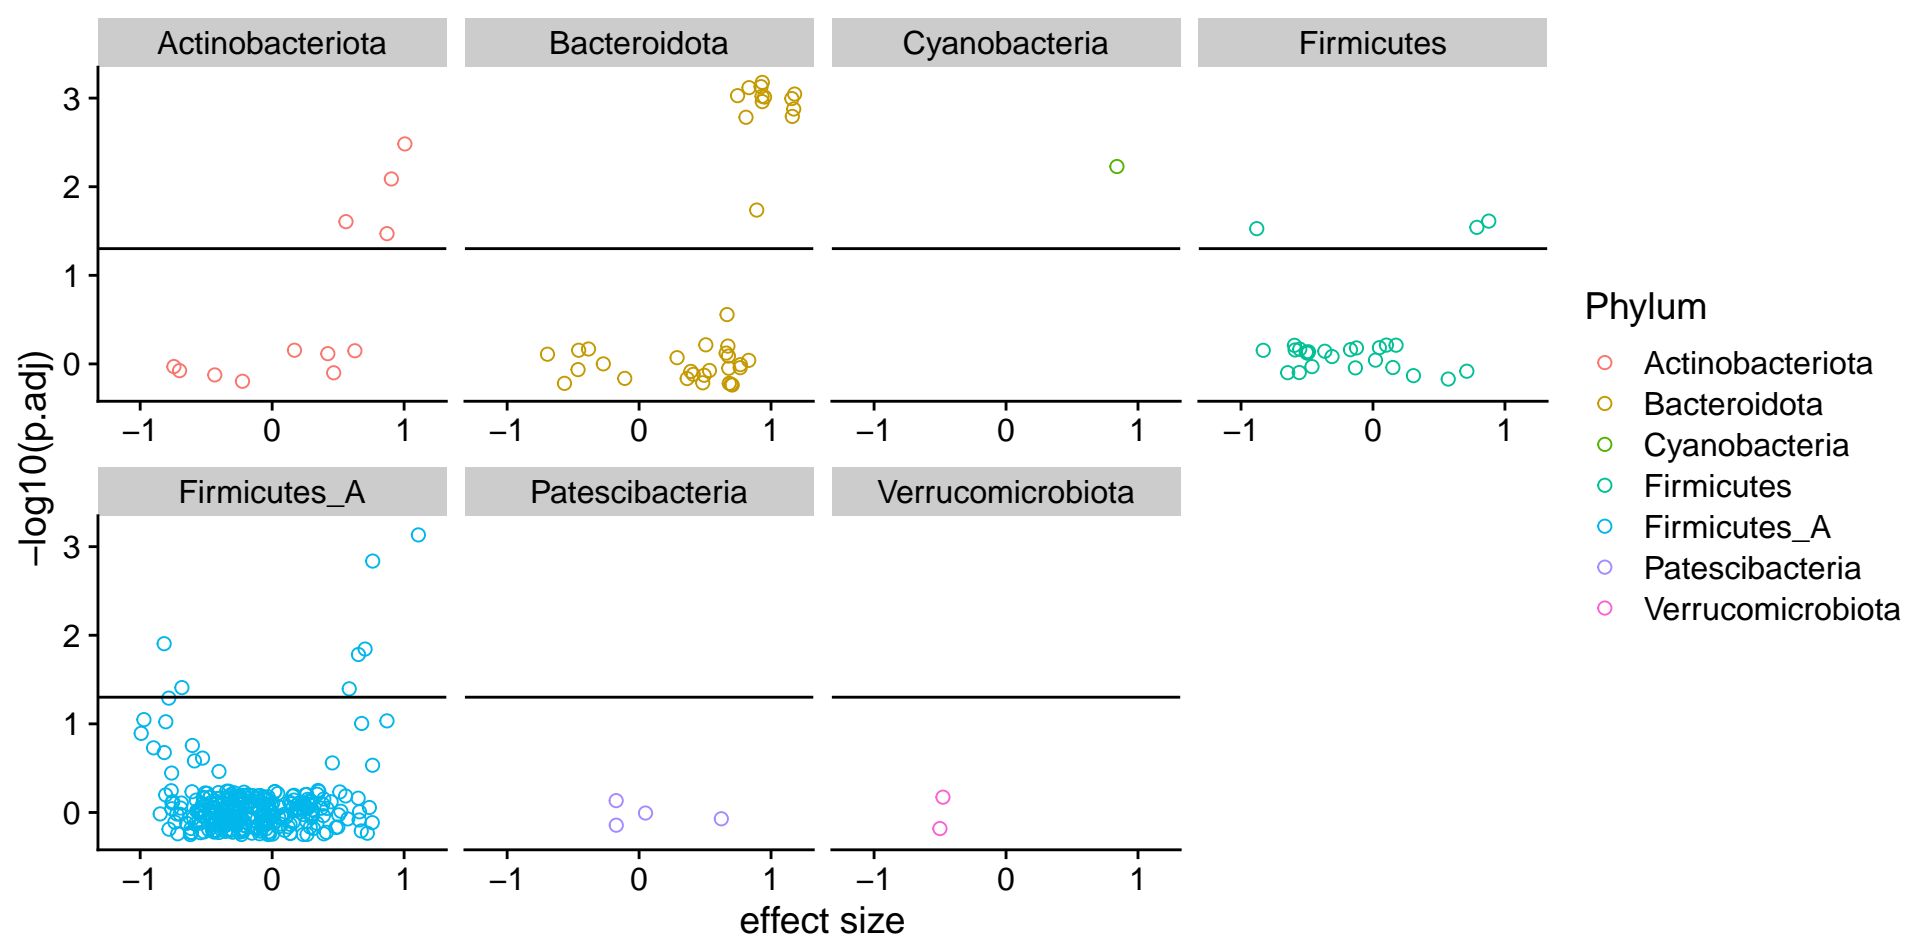 Actinobacteriota Bacteroidota Cyanobacteria Firmicutes
3
2
1
0
−1 0 1 −1 0 1 −1 0 1 −1 0 1
Firmicutes_A Patescibacteria Verrucomicrobiota
3
2
1
0
−1 0 1 −1 0 1 −1 0 1
effect size
−log10(p.adj)
Phylum
Actinobacteriota
Bacteroidota
Cyanobacteria
Firmicutes
Firmicutes_A
Patescibacteria
Verrucomicrobiota